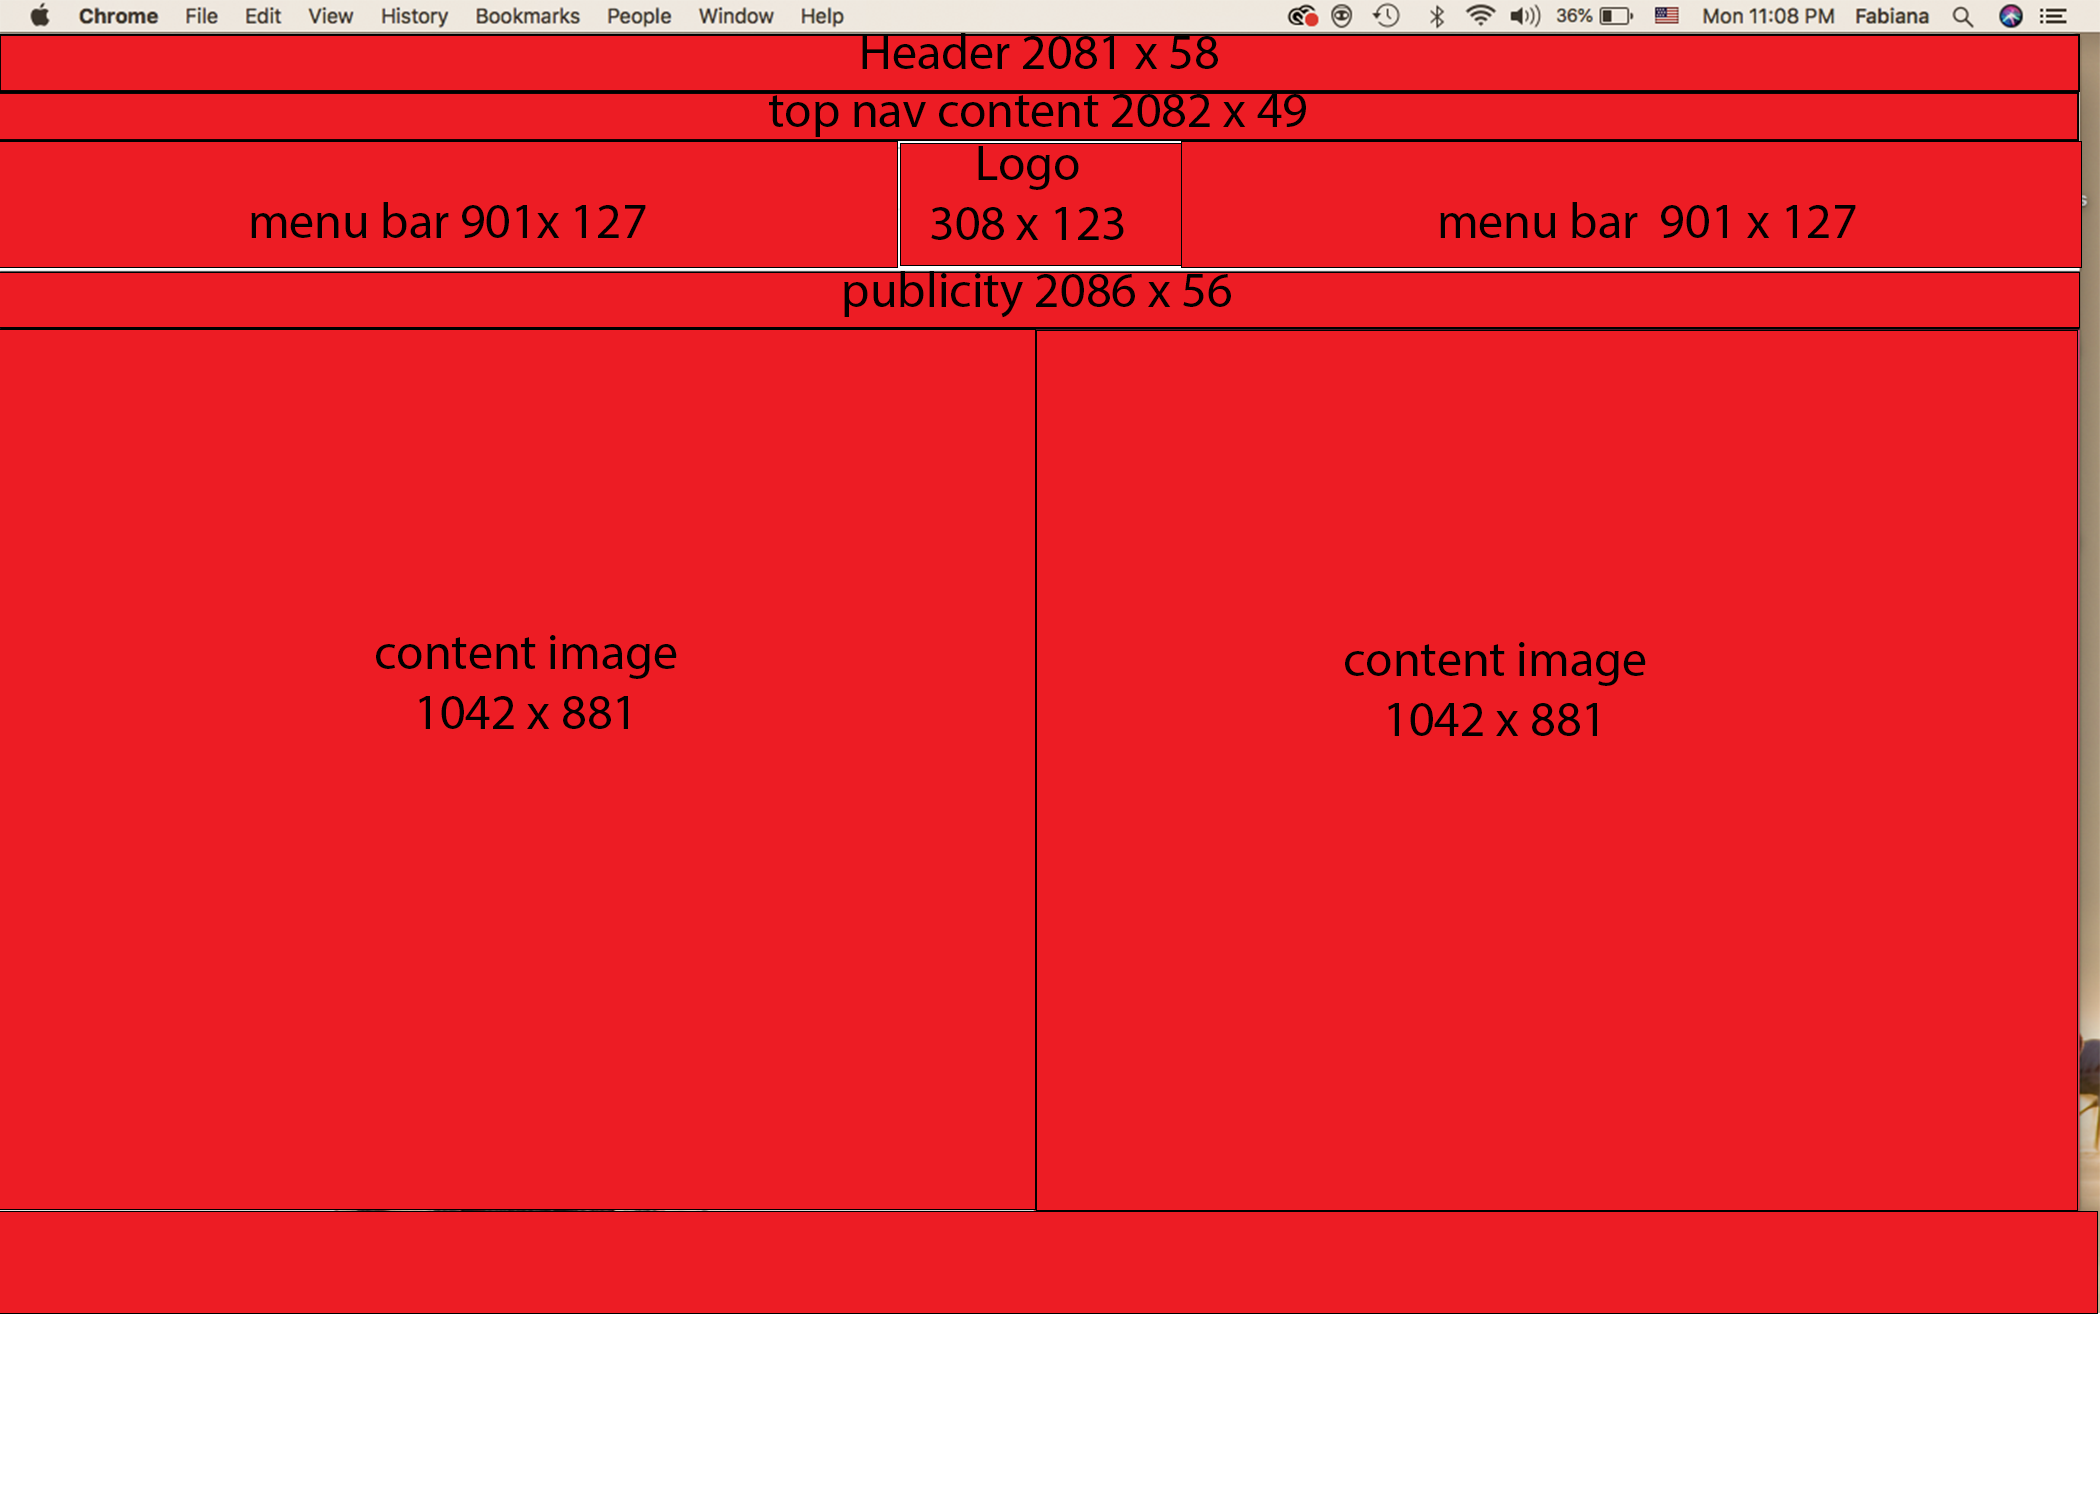 Chrome File Edit View History Bookmarks People Window Help 36% Mon 11:08 PM Fabiana
Header 2081 x 58
top nav content 2082 x 49
menu bar 901x 127
Logo
308 x 123
menu bar  901 x 127
publicity 2086 x 56
content image
1042 x 881
content image
1042 x 881